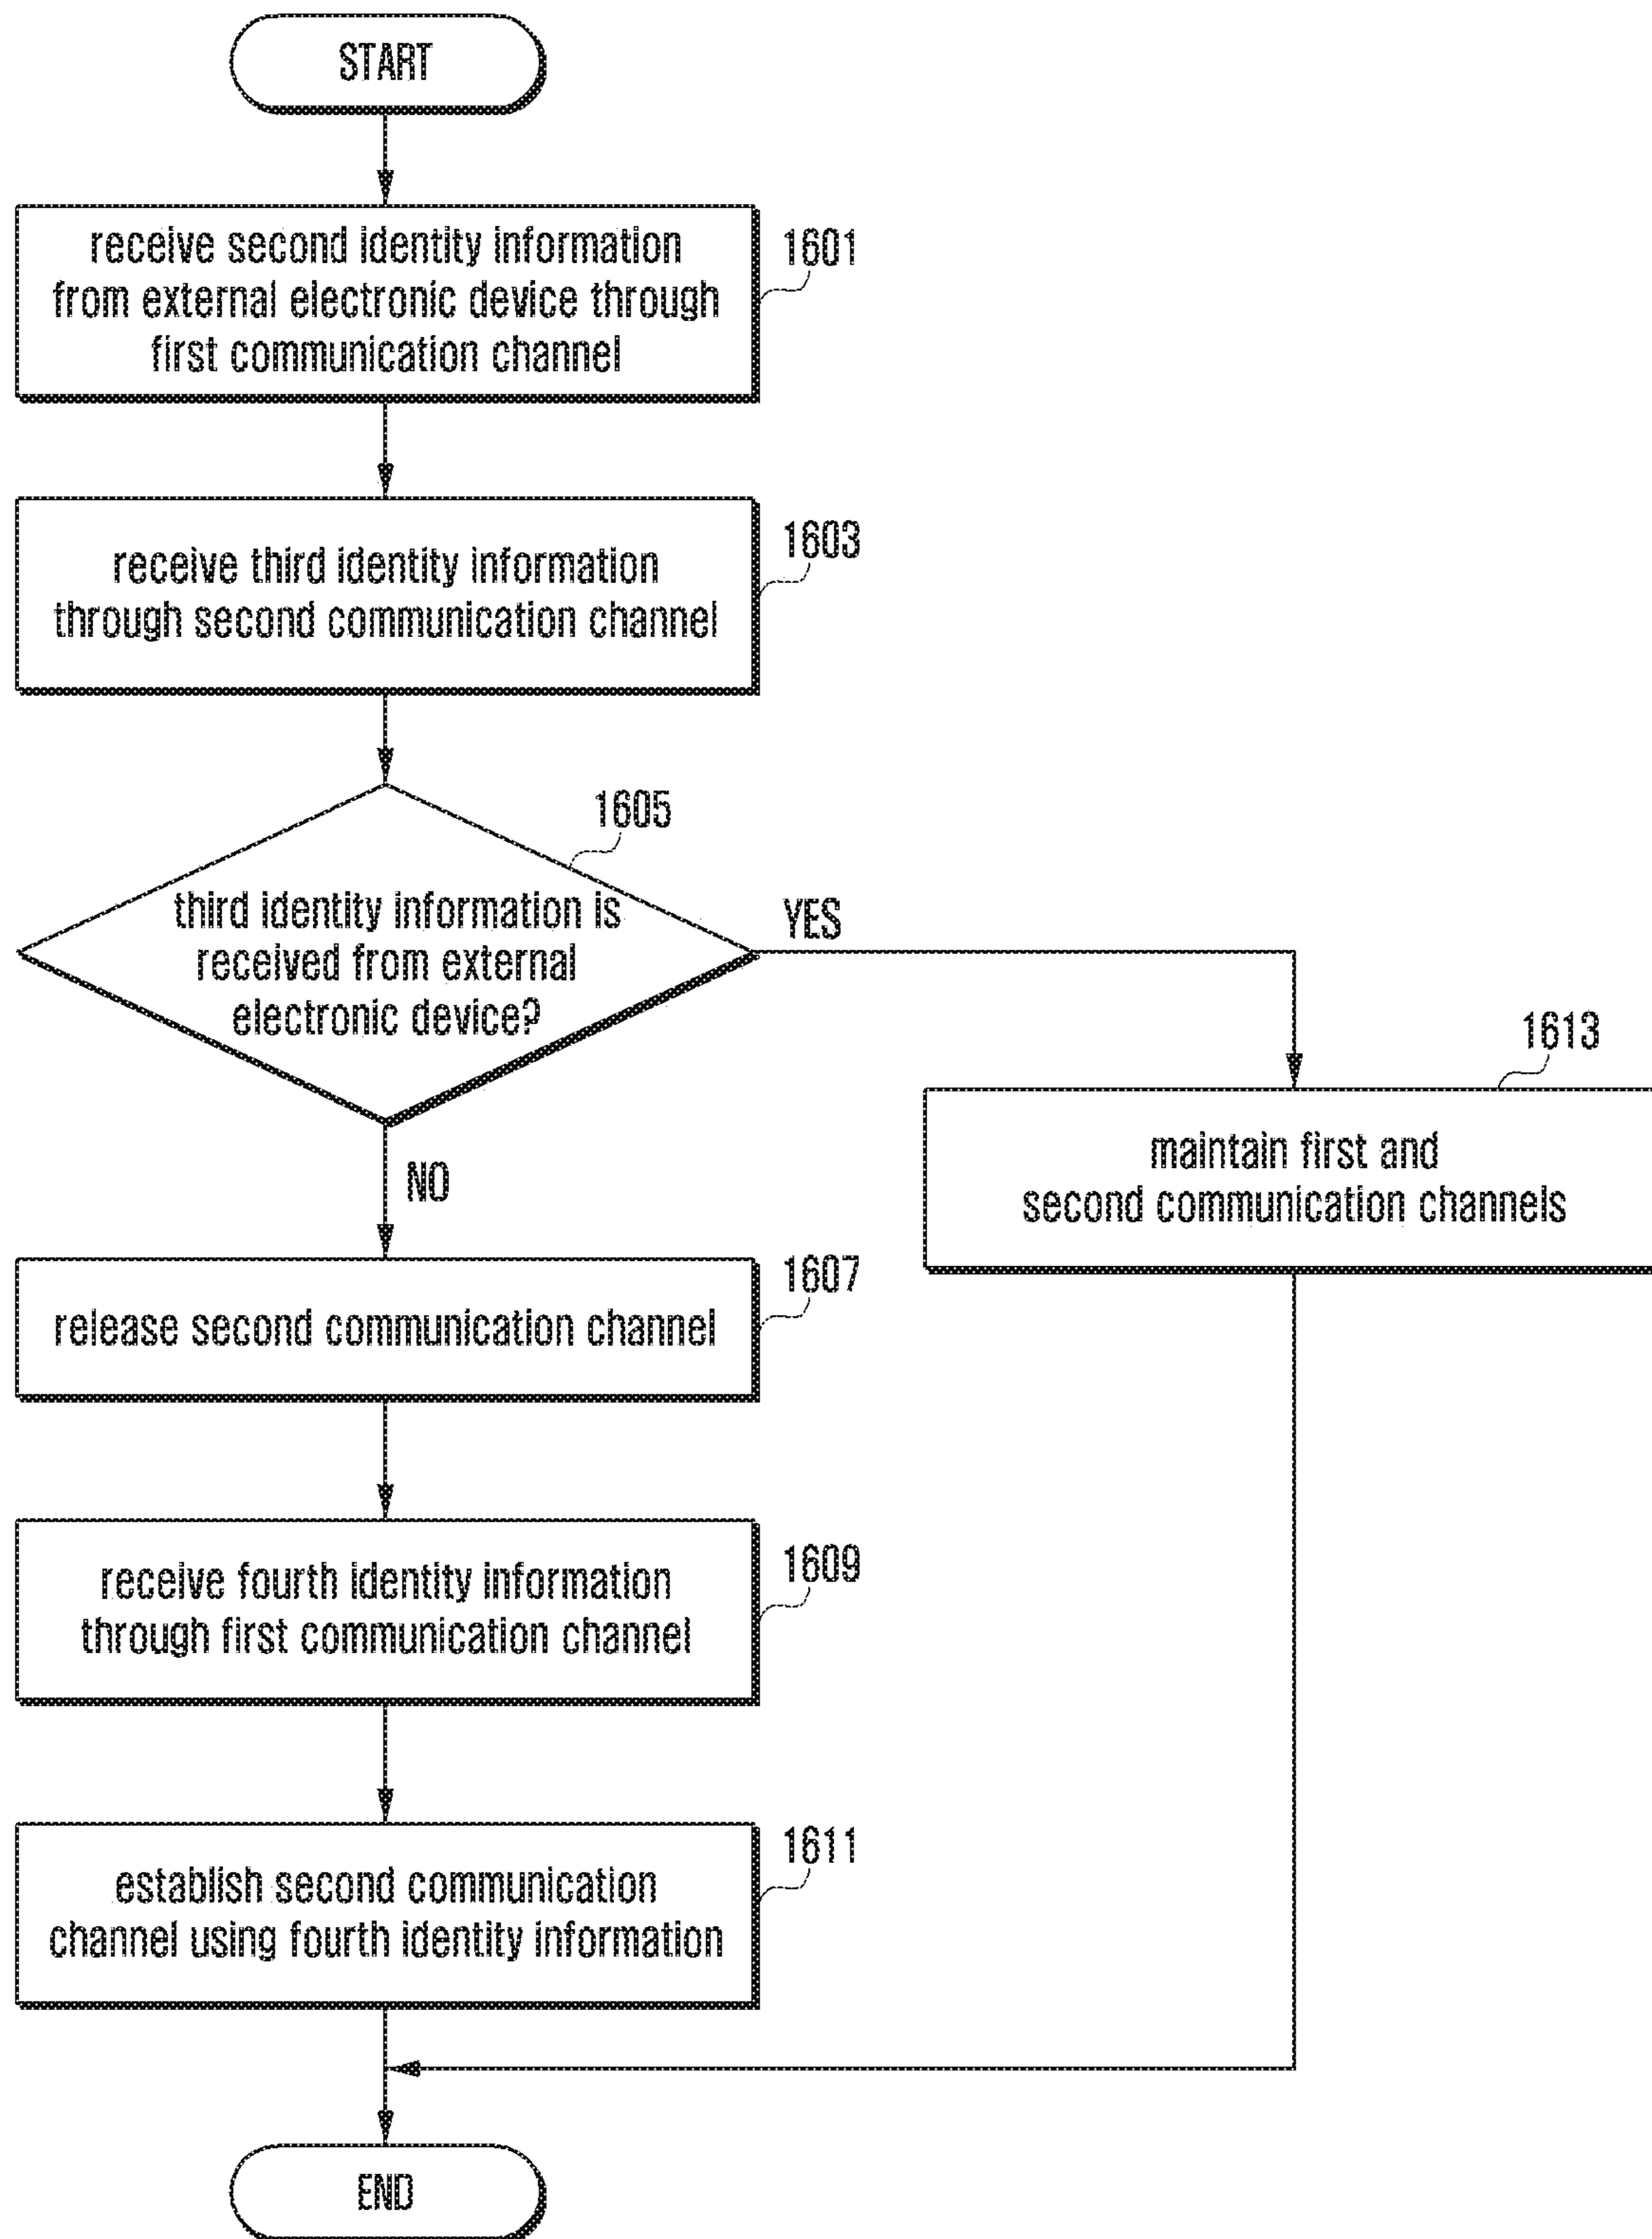 START
receive second identity information
from external electronic device through
first communication channel
1601
receive third identity information
through second communication channel
1603
1605
third identity information is
received from external
electronic device?
YES
NO
1613
maintain first and
second communication channels
release second communication channel
1607
receive fourth identity information
through first communication channel
1609
establish second communication
channel using fourth identity information
1611
END